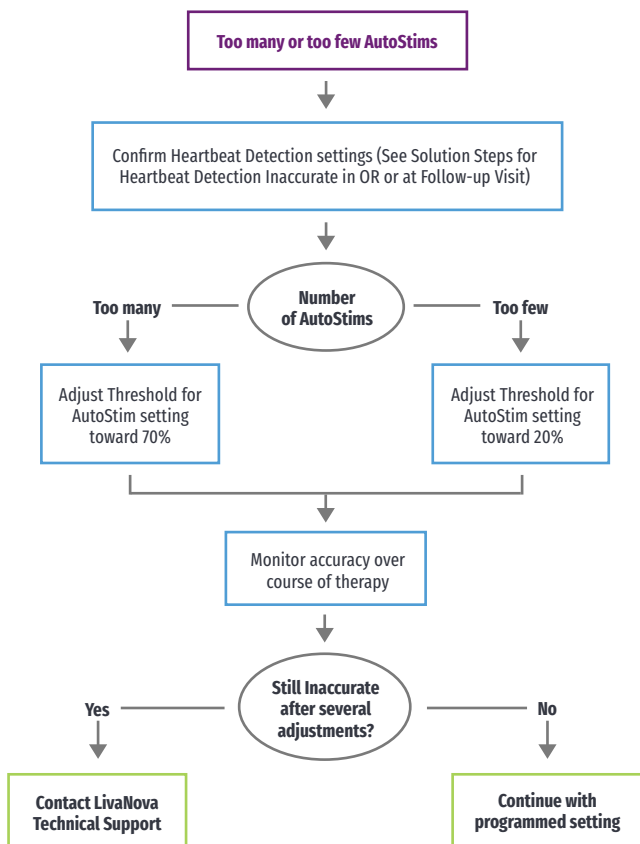 Too many or too few AutoStims
Confirm Heartbeat Detection settings (See Solution Steps for
Heartbeat Detection Inaccurate in OR or at Follow-up Visit)
Number
of AutoStims
Too many
Too few
Adjust Threshold for
AutoStim setting
toward 70%
Adjust Threshold for
AutoStim setting
toward 20%
Monitor accuracy over
course of therapy
Still Inaccurate
after several
adjustments?
Yes
No
Contact LivaNova
Technical Support
Continue with
programmed setting